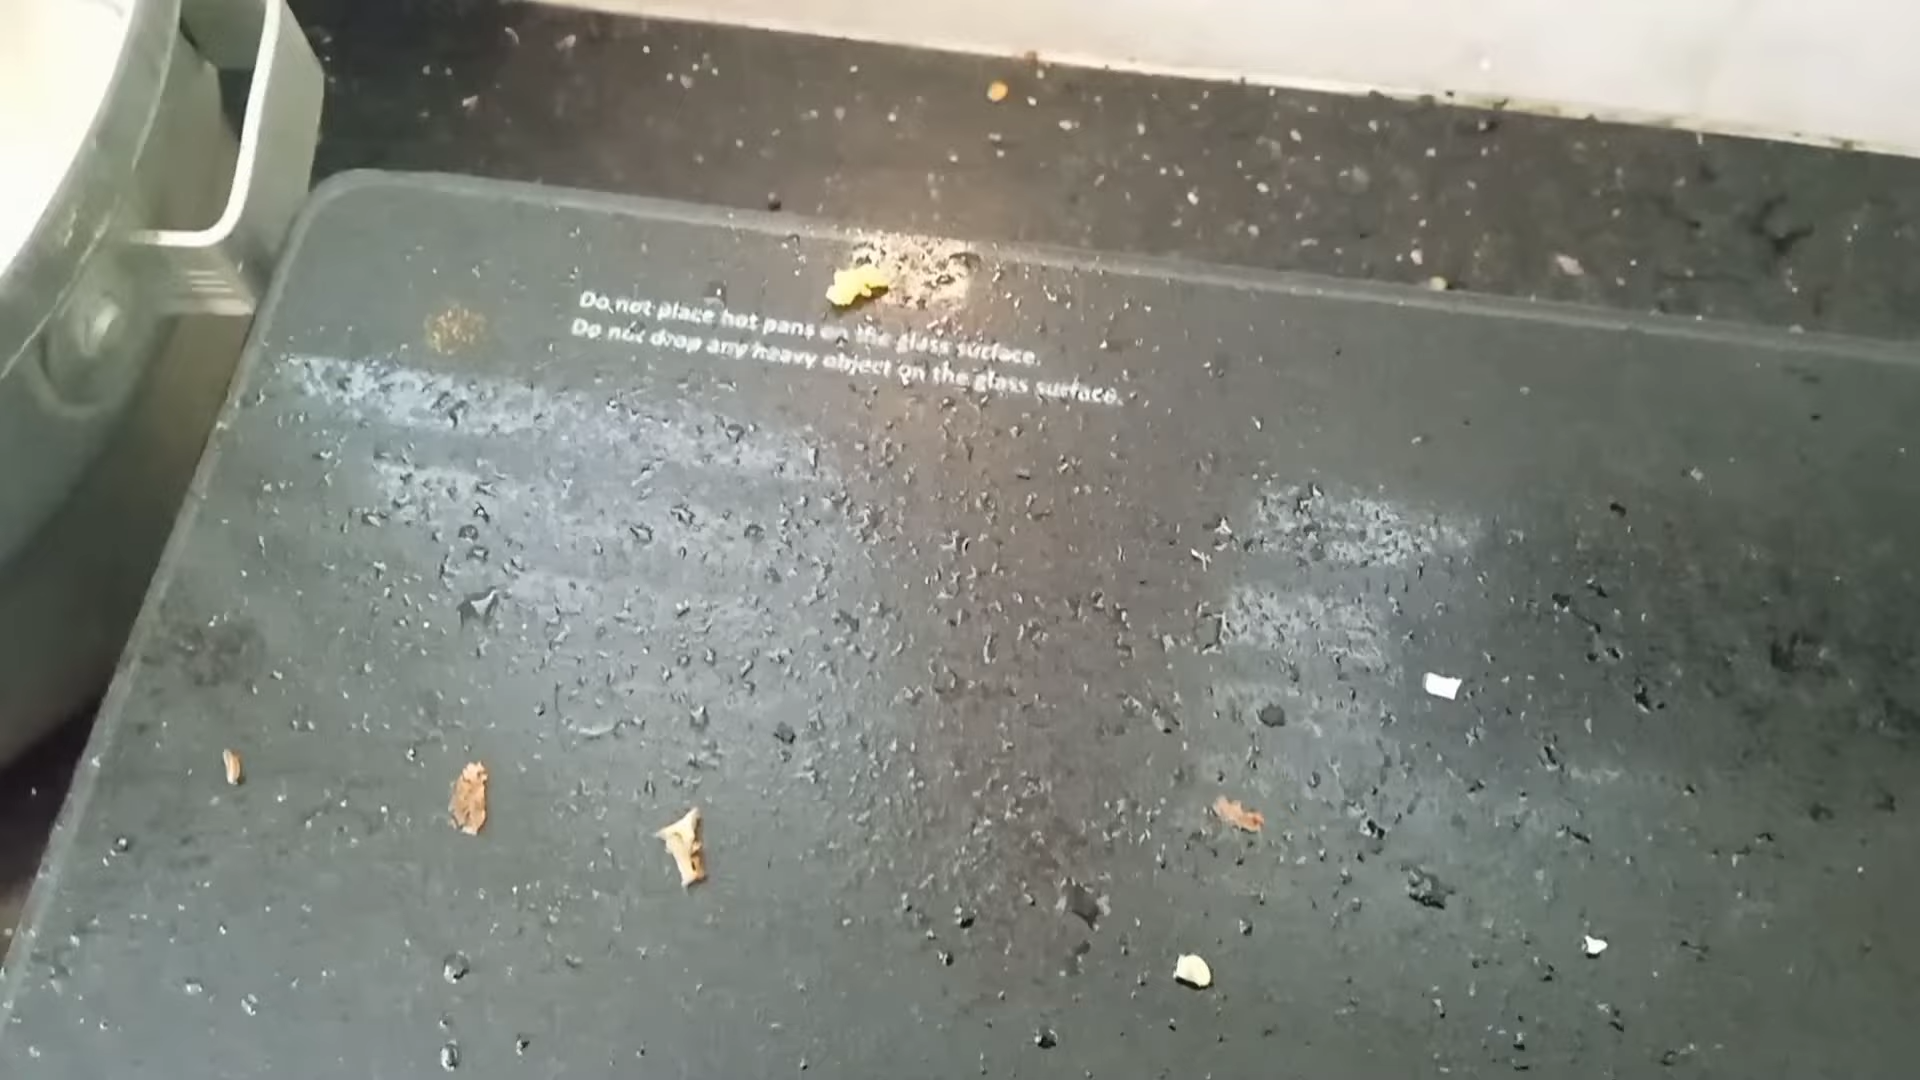 Do not place hot pans on the glass surface.
Do not drop any heavy object on the glass surface.